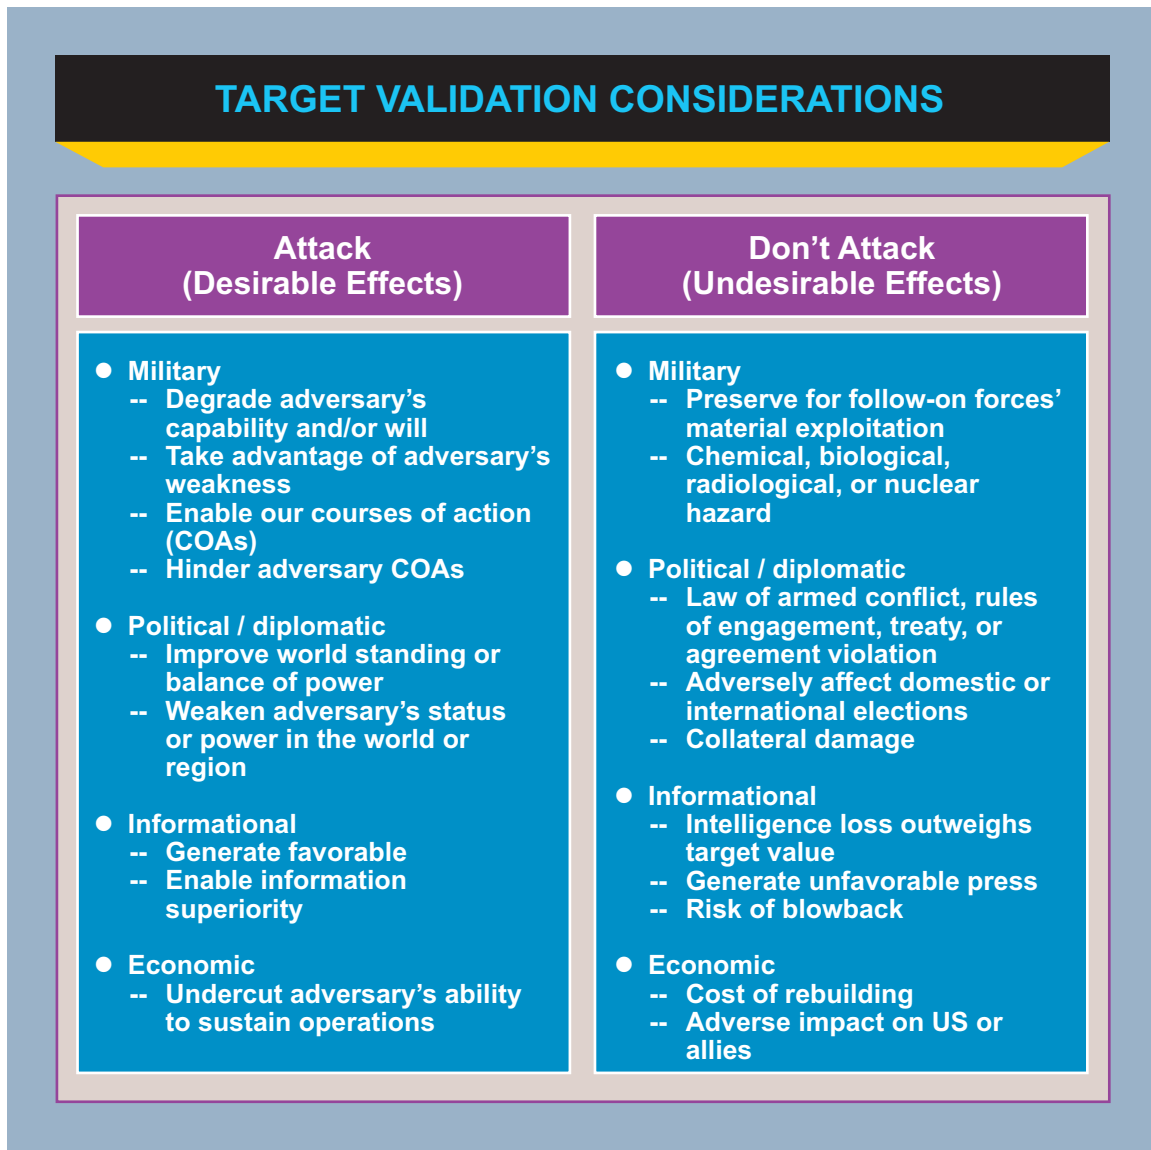 TARGET VALIDATION CONSIDERATIONS
Attack
(Desirable Effects)
● Military
-- Degrade adversary’s
capability and/or will
-- Take advantage of adversary’s
weakness
-- Enable our courses of action
(COAs)
-- Hinder adversary COAs
● Political / diplomatic
-- Improve world standing or
balance of power
-- Weaken adversary’s status
or power in the world or
region
● Informational
-- Generate favorable
-- Enable information
superiority
● Economic
-- Undercut adversary’s ability
to sustain operations
Don’t Attack
(Undesirable Effects)
● Military
-- Preserve for follow-on forces’
material exploitation
-- Chemical, biological,
radiological, or nuclear
hazard
● Political / diplomatic
-- Law of armed conflict, rules
of engagement, treaty, or
agreement violation
-- Adversely affect domestic or
international elections
-- Collateral damage
● Informational
-- Intelligence loss outweighs
target value
-- Generate unfavorable press
-- Risk of blowback
● Economic
-- Cost of rebuilding
-- Adverse impact on US or
allies